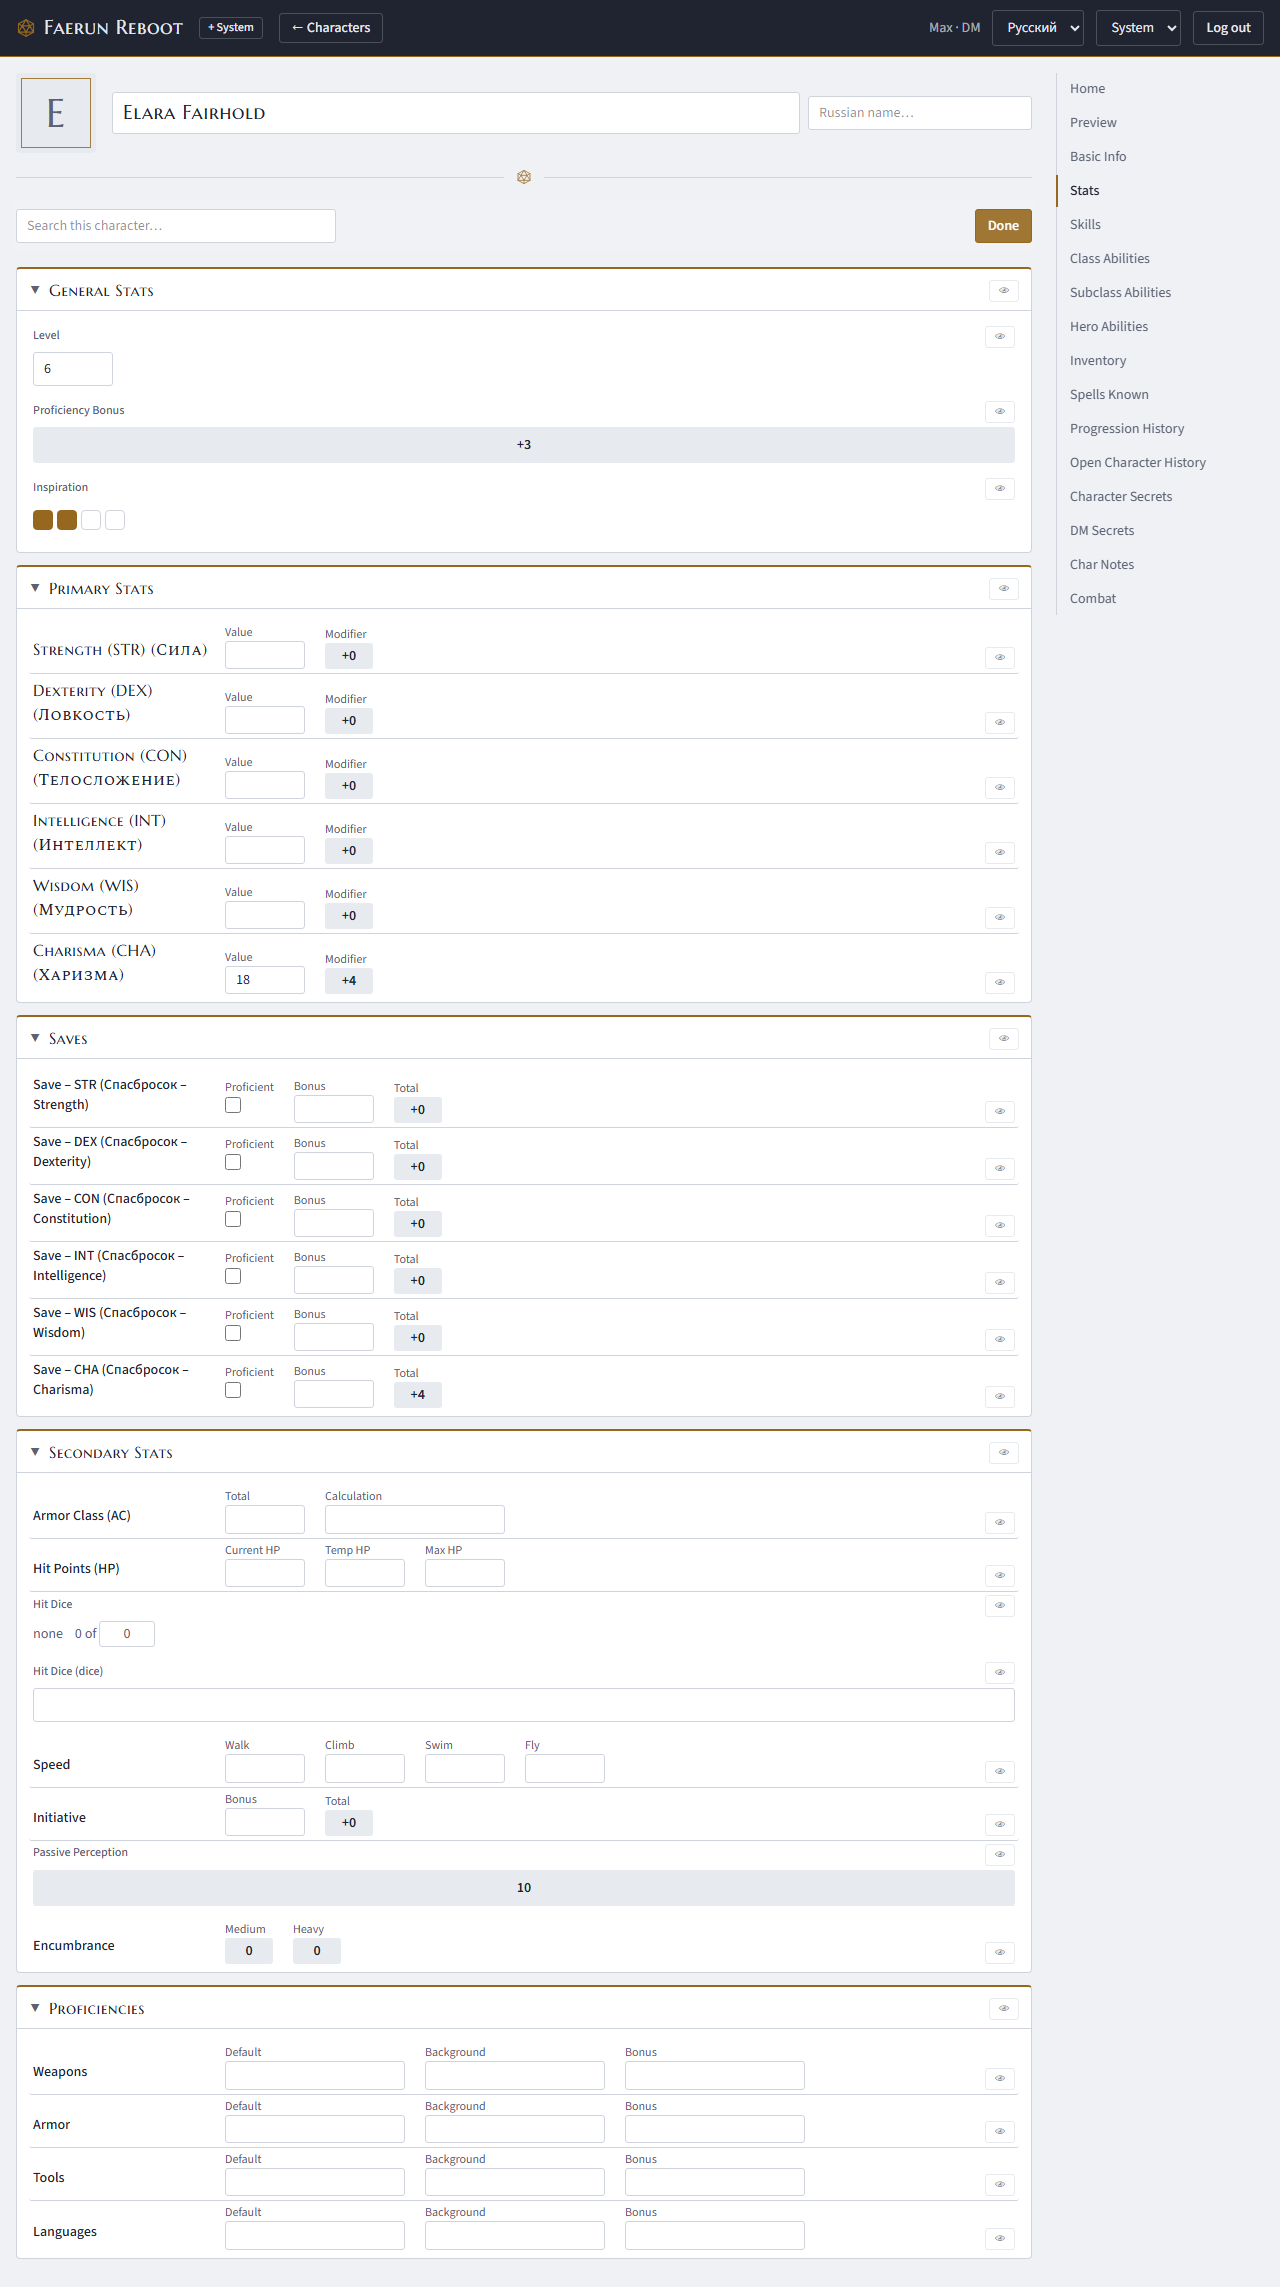 Faerun Reboot
+ System
← Characters
Max · DM
Русский
System
Log out
E
Elara Fairhold
Russian name…
Search this character…
Done
Home
Preview
Basic Info
Stats
Skills
Class Abilities
Subclass Abilities
Hero Abilities
Inventory
Spells Known
Progression History
Open Character History
Character Secrets
DM Secrets
Char Notes
Combat
General Stats
Level
6
Proficiency Bonus
+3
Inspiration
Primary Stats
Strength (STR) (Сила)
Value
Modifier
+0
Dexterity (DEX)
(Ловкость)
Value
Modifier
+0
Constitution (CON)
(Телосложение)
Value
Modifier
+0
Intelligence (INT)
(Интеллект)
Value
Modifier
+0
Wisdom (WIS)
(Мудрость)
Value
Modifier
+0
Charisma (CHA)
(Харизма)
Value
18
Modifier
+4
Saves
Save – STR (Спасбросок –
Strength)
Proficient
Bonus
Total
+0
Save – DEX (Спасбросок –
Dexterity)
Proficient
Bonus
Total
+0
Save – CON (Спасбросок –
Constitution)
Proficient
Bonus
Total
+0
Save – INT (Спасбросок –
Intelligence)
Proficient
Bonus
Total
+0
Save – WIS (Спасбросок –
Wisdom)
Proficient
Bonus
Total
+0
Save – CHA (Спасбросок –
Charisma)
Proficient
Bonus
Total
+4
Secondary Stats
Armor Class (AC)
Total
Calculation
Hit Points (HP)
Current HP
Temp HP
Max HP
Hit Dice
none 0 of 0
Hit Dice (dice)
Speed
Walk
Climb
Swim
Fly
Initiative
Bonus
Total
+0
Passive Perception
10
Encumbrance
Medium
0
Heavy
0
Proficiencies
Weapons
Default
Background
Bonus
Armor
Default
Background
Bonus
Tools
Default
Background
Bonus
Languages
Default
Background
Bonus